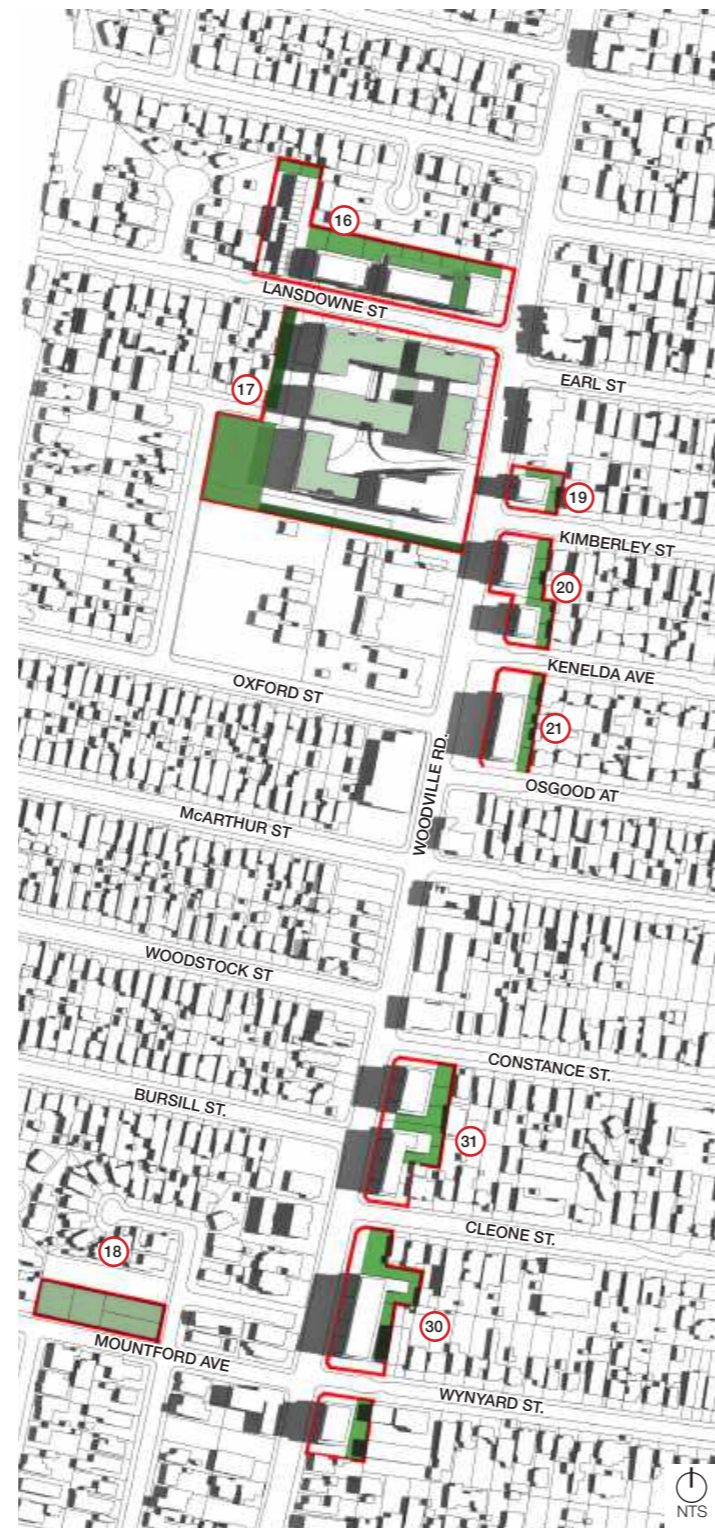 16
LANSDOWNE ST
EARL ST
17
19
KIMBERLEY ST
20
KENELDA AVE
OXFORD ST
21
WOODVILLE RD.
OSGOOD AT
McARTHUR ST
WOODSTOCK ST
CONSTANCE ST.
BURSILL ST.
31
CLEONE ST.
18
30
MOUNTFORD AVE
WYNYARD ST.
NTS